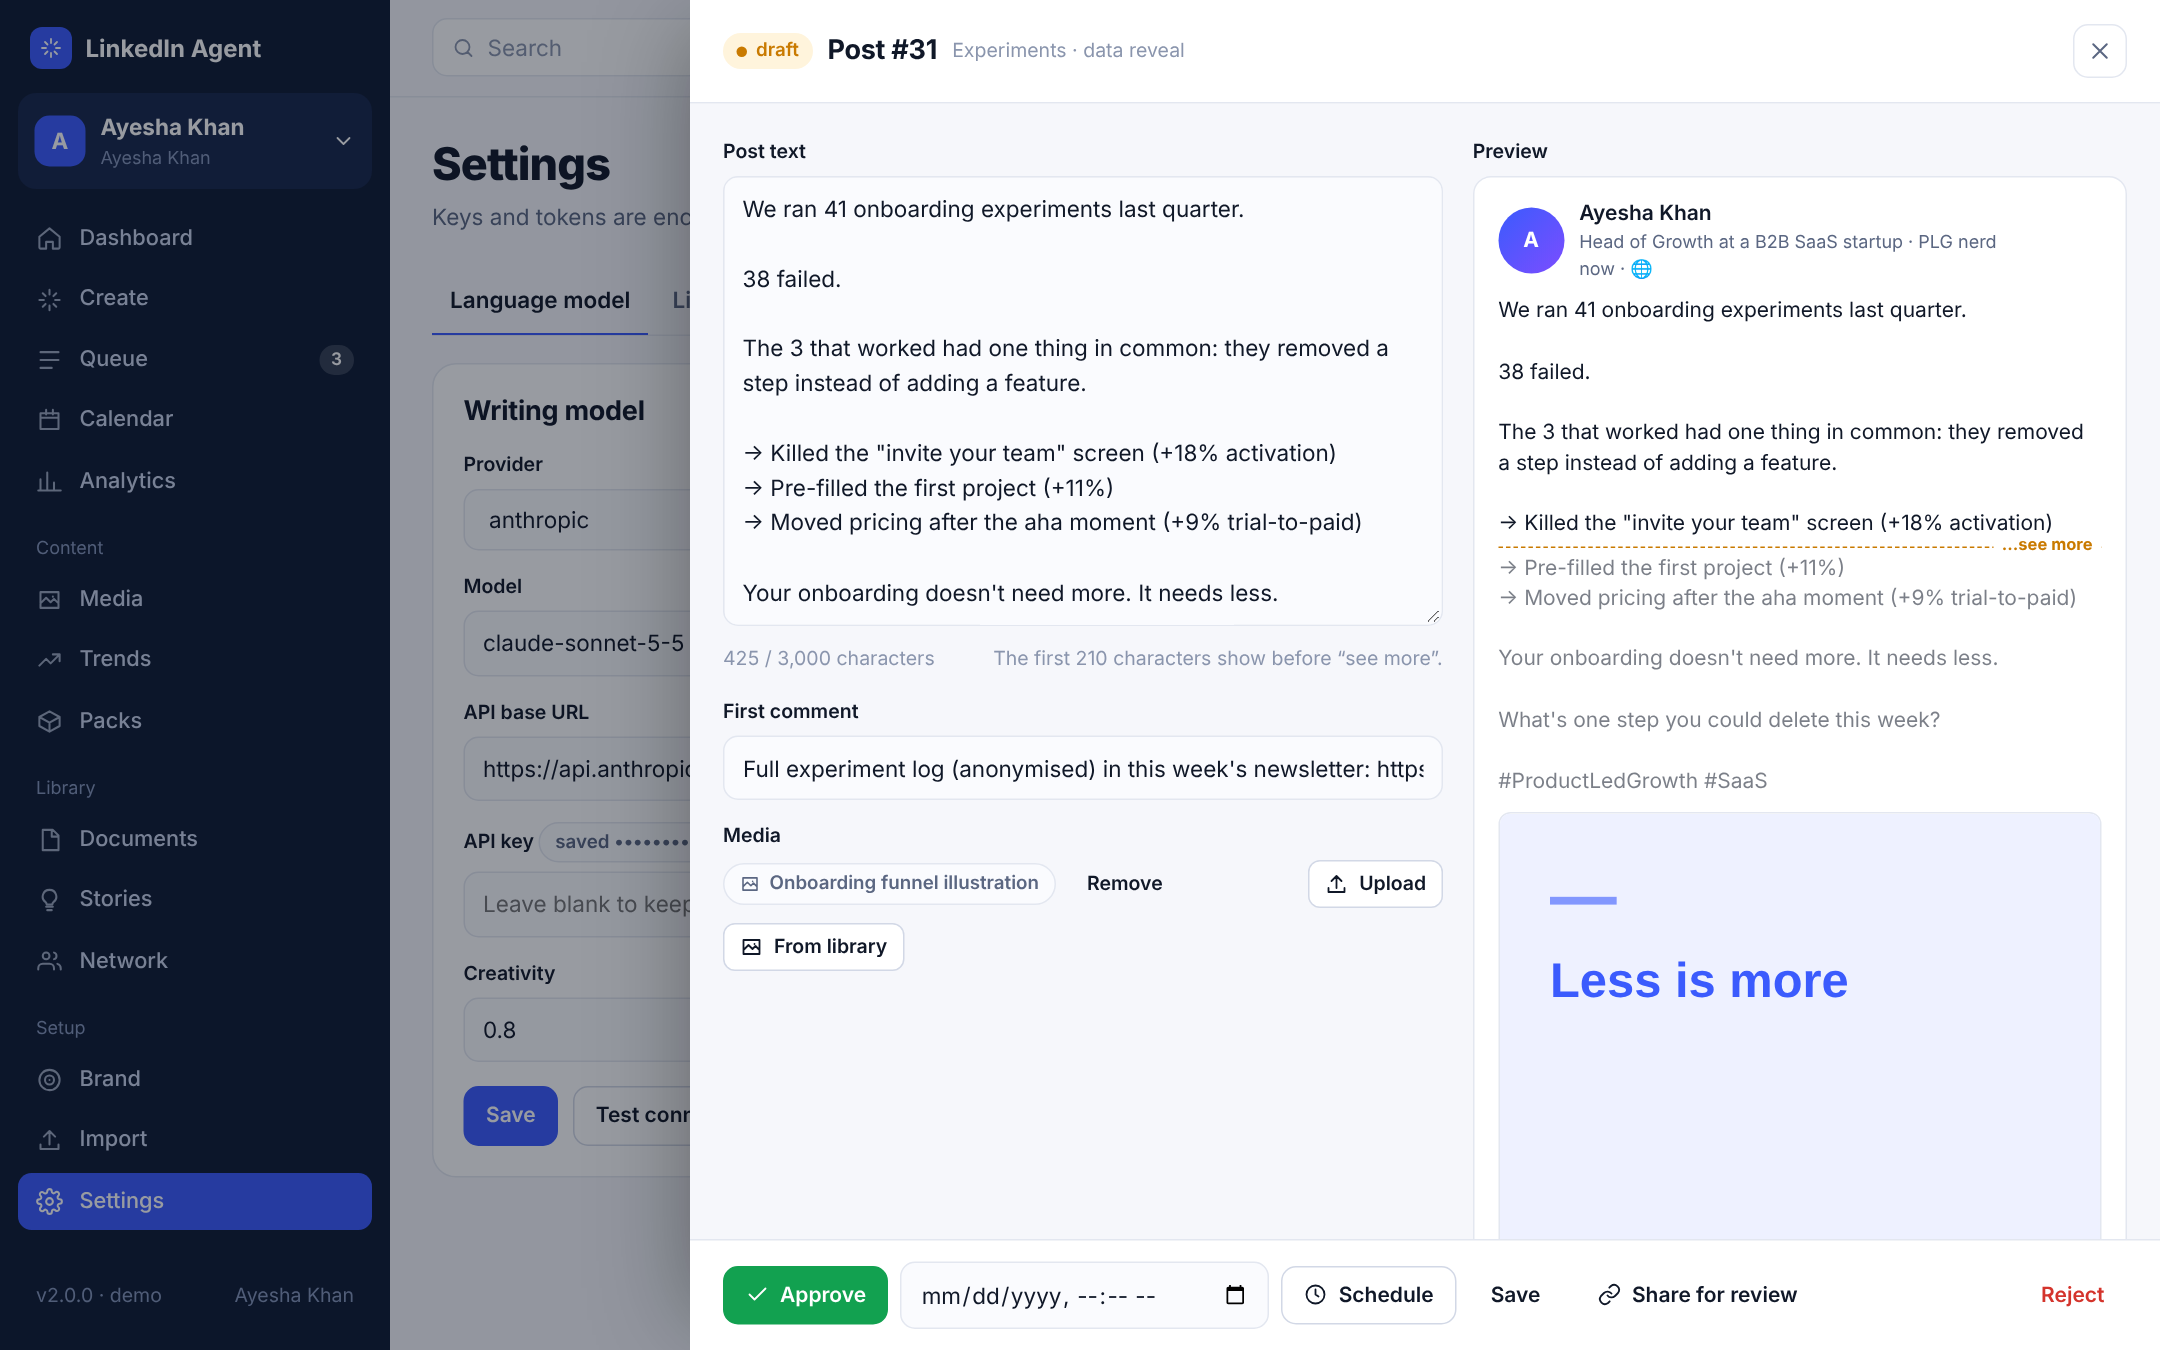 LinkedIn Agent
A
Ayesha Khan
Ayesha Khan
Dashboard
Create
Queue
3
Calendar
Analytics
Content
Media
Trends
Packs
Library
Documents
Stories
Network
Setup
Brand
Import
Settings
v2.0.0 · demo
Ayesha Khan
Search
Settings
Keys and tokens are enc
Language model
Li
Writing model
Provider
anthropic
Model
claude-sonnet-5-5
API base URL
https://api.anthropic
API key
saved ••••••••
Leave blank to keep
Creativity
0.8
Save
Test conn
draft
Post #31
Experiments · data reveal
Post text
We ran 41 onboarding experiments last quarter.
38 failed.
The 3 that worked had one thing in common: they removed a
step instead of adding a feature.
→ Killed the "invite your team" screen (+18% activation)
→ Pre-filled the first project (+11%)
→ Moved pricing after the aha moment (+9% trial-to-paid)
Your onboarding doesn't need more. It needs less.
425 / 3,000 characters
The first 210 characters show before “see more”.
First comment
Full experiment log (anonymised) in this week's newsletter: https
Media
Onboarding funnel illustration
Remove
Upload
From library
Preview
A
Ayesha Khan
Head of Growth at a B2B SaaS startup · PLG nerd
now · 🌐
We ran 41 onboarding experiments last quarter.
38 failed.
The 3 that worked had one thing in common: they removed
a step instead of adding a feature.
→ Killed the "invite your team" screen (+18% activation)
...see more
→ Pre-filled the first project (+11%)
→ Moved pricing after the aha moment (+9% trial-to-paid)
Your onboarding doesn't need more. It needs less.
What's one step you could delete this week?
#ProductLedGrowth #SaaS
Less is more
Approve
mm/dd/yyyy, --:-- --
Schedule
Save
Share for review
Reject